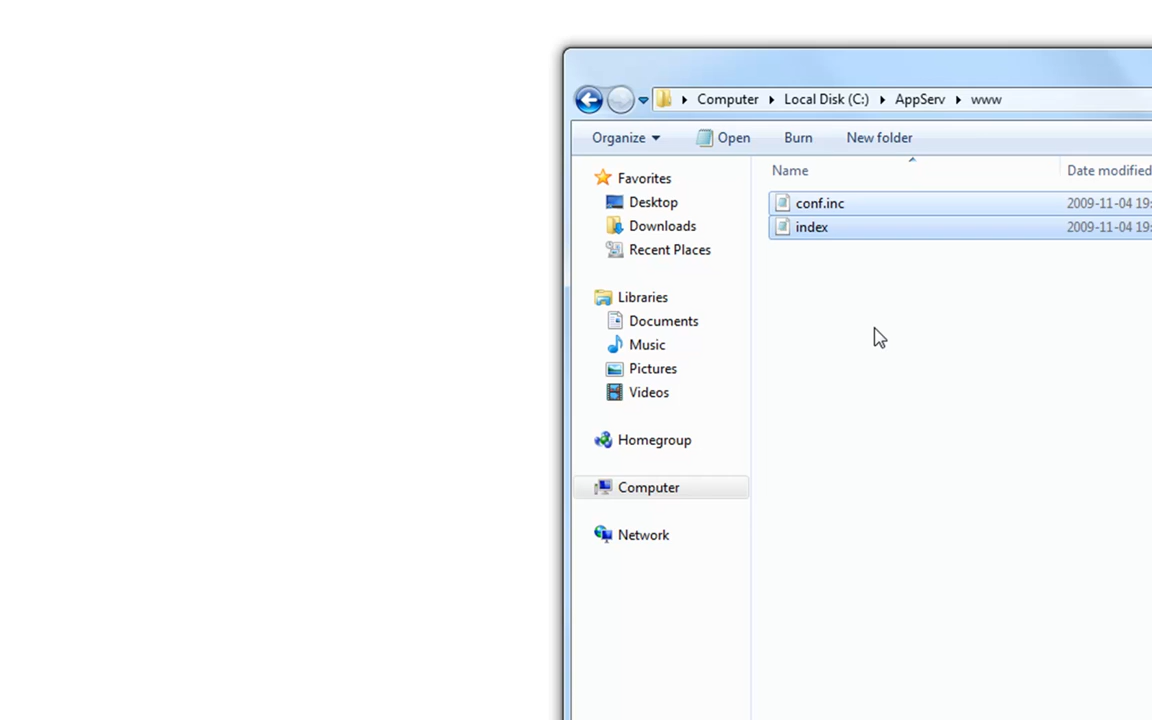 Computer Local Disk (C:) AppServ www
Organize Open Burn New folder
Name Date modified
Favorites
Desktop
Downloads
Recent Places
Libraries
Documents
Music
Pictures
Videos
Homegroup
Computer
Network
conf.inc 2009-11-04 19:
index 2009-11-04 19: